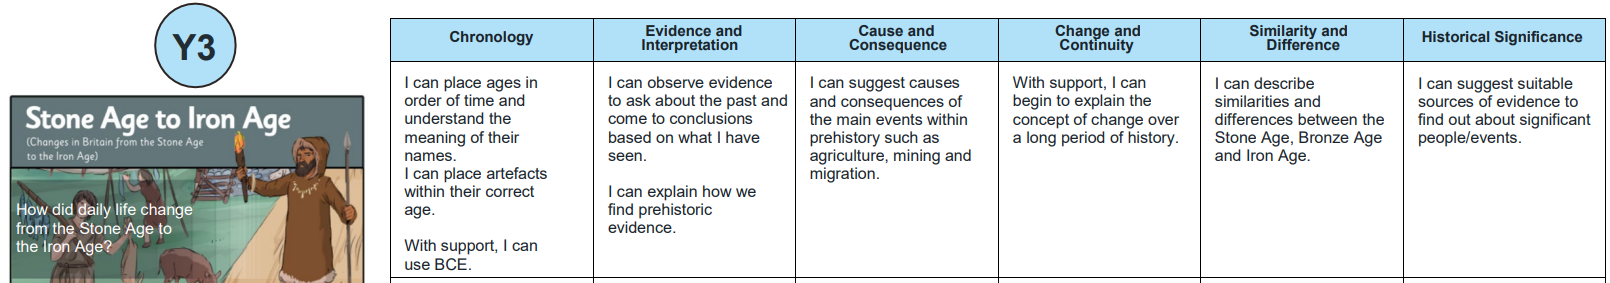 Y3
Stone Age to Iron Age
(Changes in Britain from the Stone Age
to the Iron Age)
How did daily life change
from the Stone Age to
the Iron Age?
Chronology
I can place ages in
order of time and
understand the
meaning of their
names.
I can place artefacts
within their correct
age.
With support, I can
use BCE.
Evidence and
Interpretation
I can observe evidence
to ask about the past and
come to conclusions
based on what I have
seen.
I can explain how we
find prehistoric
evidence.
Cause and
Consequence
I can suggest causes
and consequences of
the main events within
prehistory such as
agriculture, mining and
migration.
Change and
Continuity
With support, I can
begin to explain the
concept of change over
a long period of history.
Similarity and
Difference
I can describe
similarities and
differences between the
Stone Age, Bronze Age
and Iron Age.
Historical Significance
I can suggest suitable
sources of evidence to
find out about significant
people/events.